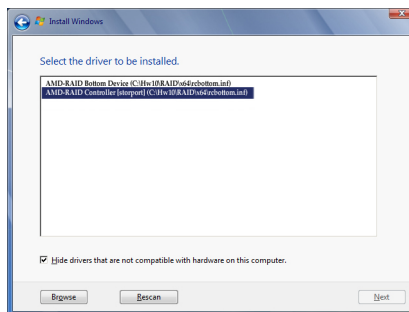 Install Windows
Select the driver to be installed.
AMD-RAID Bottom Device (C:\Hw10\RAID\x64\rcbottom.inf)
AMD-RAID Controller [storport] (C:\Hw10\RAID\x64\rcbottom.inf)
Hide drivers that are not compatible with hardware on this computer.
Browse Rescan Next